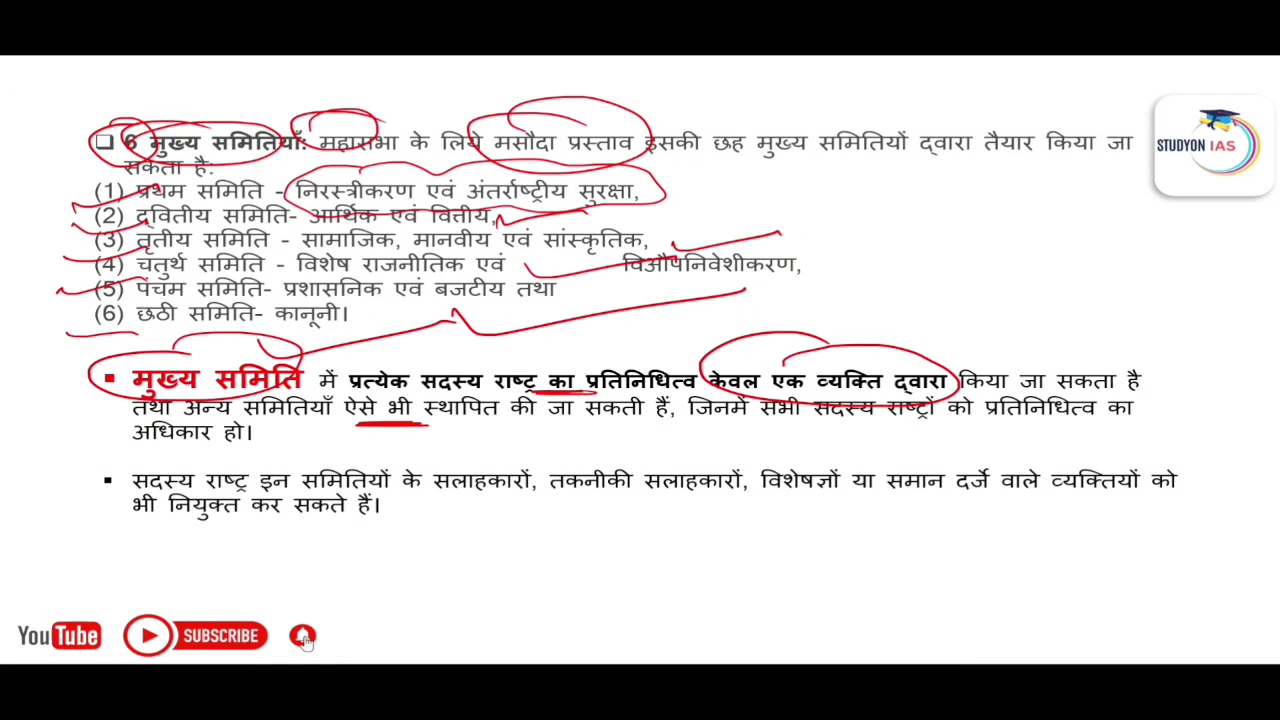 6 मुख्य समितियाँ: महासभा के लिये मसौदा प्रस्ताव इसकी छह मुख्य समितियों द्वारा तैयार किया जा
सकता है:
(1) प्रथम समिति - निरस्त्रीकरण एवं अंतर्राष्ट्रीय सुरक्षा,
(2) द्वितीय समिति- आर्थिक एवं वित्तीय,
(3) तृतीय समिति - सामाजिक, मानवीय एवं सांस्कृतिक,
(4) चतुर्थ समिति - विशेष राजनीतिक एवं विऔपनिवेशीकरण,
(5) पंचम समिति- प्रशासनिक एवं बजटीय तथा
(6) छठी समिति- कानूनी।
मुख्य समिति में प्रत्येक सदस्य राष्ट्र का प्रतिनिधित्व केवल एक व्यक्ति द्वारा किया जा सकता है
तथा अन्य समितियाँ ऐसे भी स्थापित की जा सकती हैं, जिनमें सभी सदस्य राष्ट्रों को प्रतिनिधित्व का
अधिकार हो।
सदस्य राष्ट्र इन समितियों के सलाहकारों, तकनीकी सलाहकारों, विशेषज्ञों या समान दर्जे वाले व्यक्तियों को
भी नियुक्त कर सकते हैं।
STUDYON IAS
YouTube SUBSCRIBE